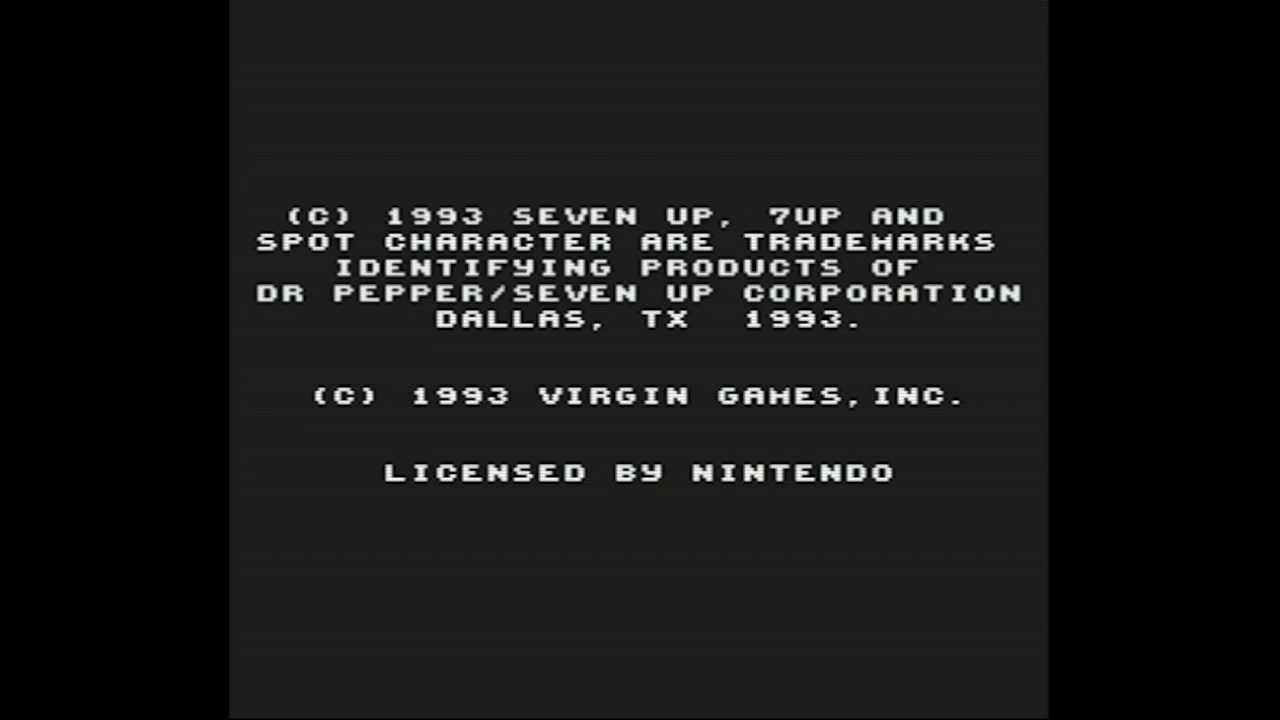 (C) 1993 SEVEN UP, 7UP AND
SPOT CHARACTER ARE TRADEMARKS
IDENTIFYING PRODUCTS OF
DR PEPPER/SEVEN UP CORPORATION
DALLAS, TX  1993.
(C) 1993 VIRGIN GAMES,INC.
LICENSED BY NINTENDO